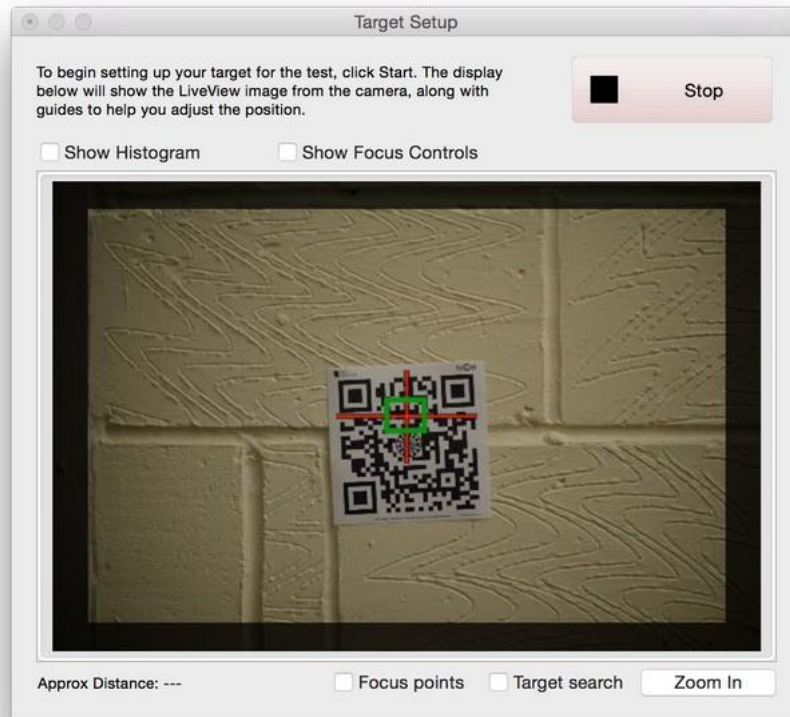 Target Setup
To begin setting up your target for the test, click Start. The display
below will show the LiveView image from the camera, along with
guides to help you adjust the position.
Stop
Show Histogram
Show Focus Controls
Approx Distance: ---
Focus points
Target search
Zoom In